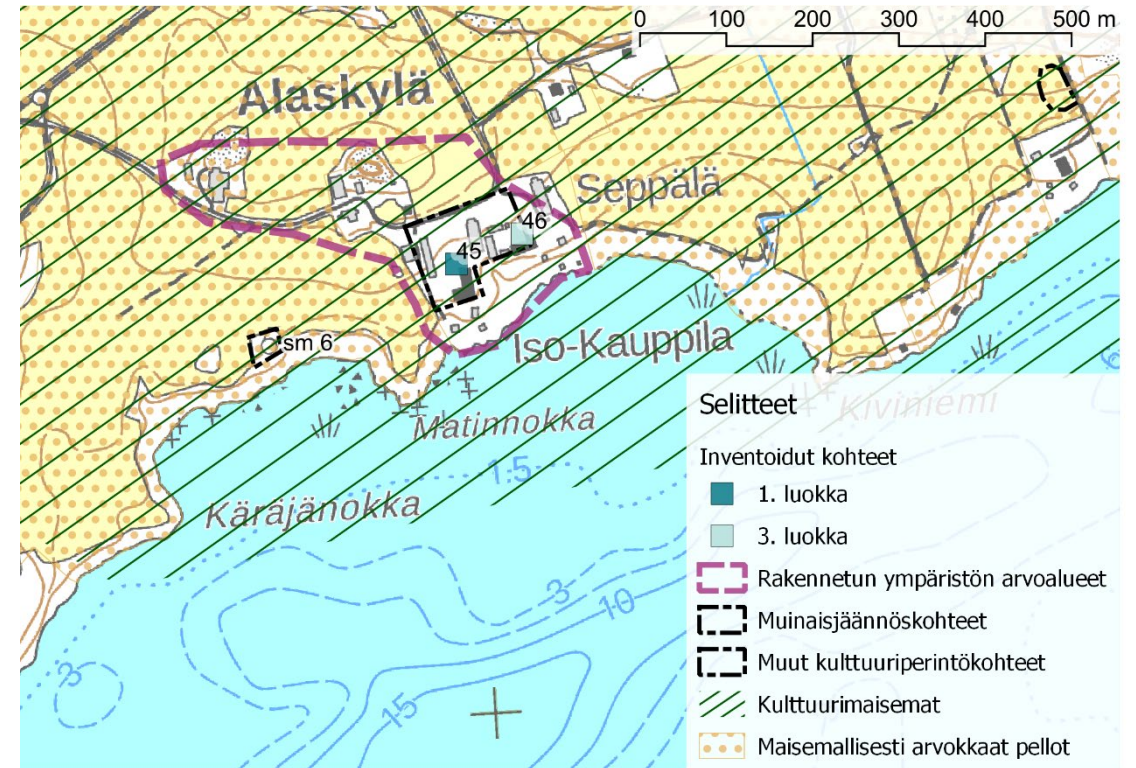 0 100 200 300 400 500 m
Alaskylä
Seppälä
46
45
sm 6
Iso-Kauppila
Matinnokka
1.5
Käräjänokka
3
10
3
15
6
Kiviniemi
Selitteet
Inventoidut kohteet
1. luokka
3. luokka
Rakennetun ympäristön arvoalueet
Muinaisjäännöskohteet
Muut kulttuuriperintökohteet
Kulttuurimaisemat
Maisemallisesti arvokkaat pellot